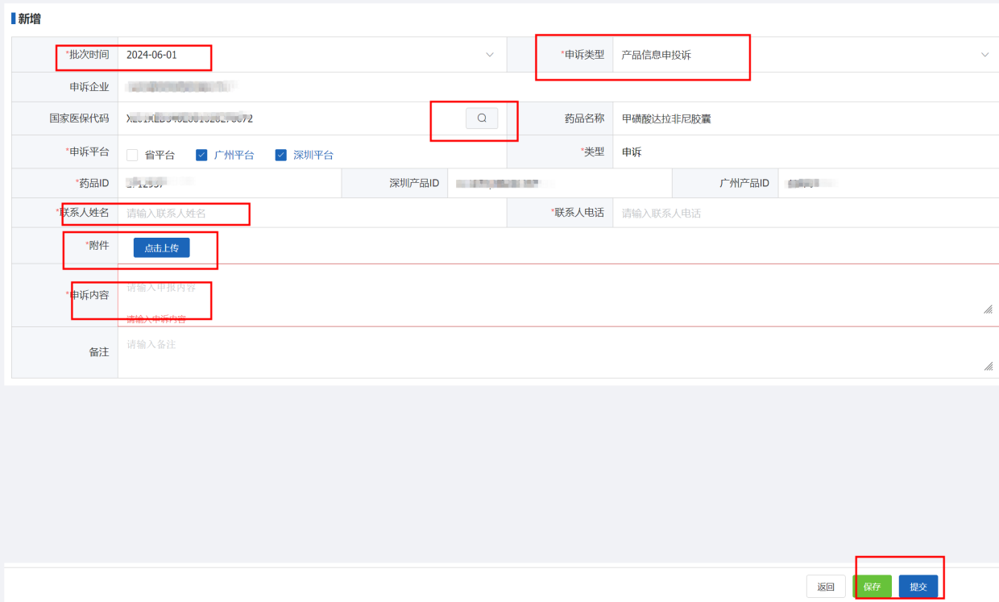 新增
*批次时间 2024-06-01 *申诉类型 产品信息申投诉
申诉企业
国家医保代码 药品名称 甲磺酸达拉非尼胶囊
*申诉平台 省平台 广州平台 深圳平台 *类型 申诉
*药品ID 深圳产品ID 广州产品ID
*联系人姓名 请输入联系人姓名 *联系人电话 请输入联系人电话
*附件 点击上传
*申诉内容 请输入申报内容
请输入申诉内容
备注 请输入备注
返回 保存 提交